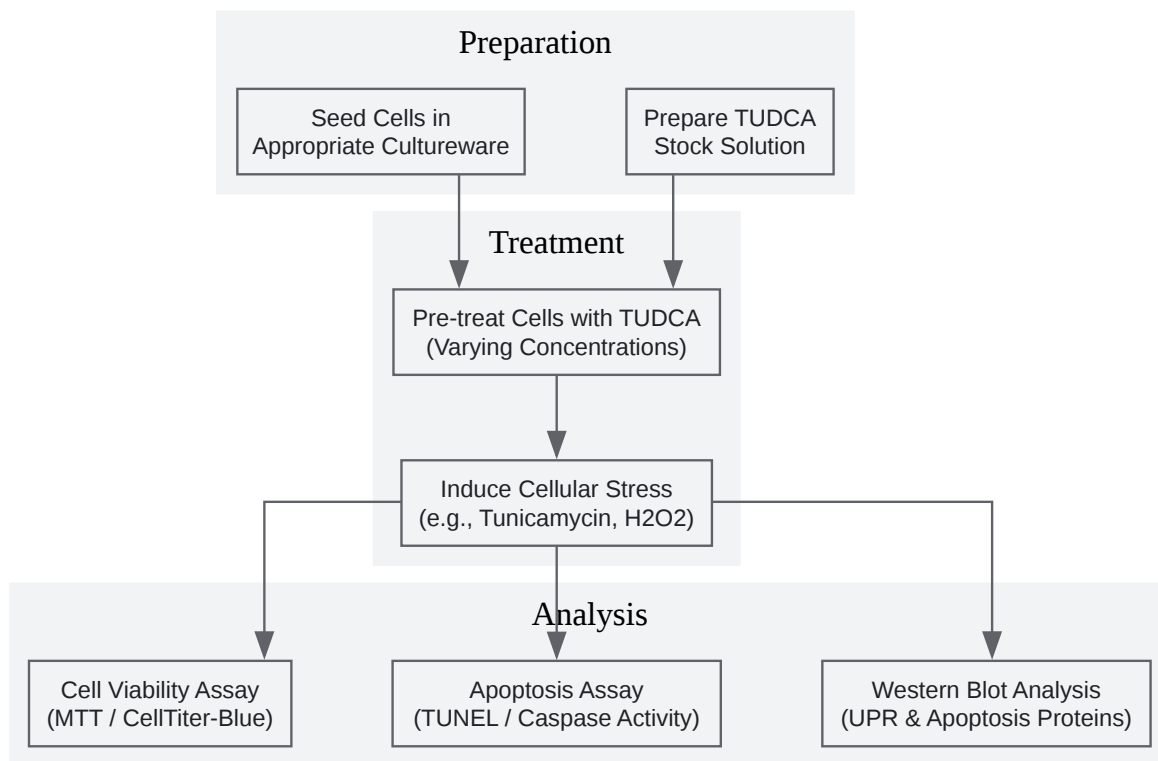 Preparation
Seed Cells in
Appropriate Cultureware
Prepare TUDCA
Stock Solution
Treatment
Pre-treat Cells with TUDCA
(Varying Concentrations)
Induce Cellular Stress
(e.g., Tunicamycin, H2O2)
Analysis
Cell Viability Assay
(MTT / CellTiter-Blue)
Apoptosis Assay
(TUNEL / Caspase Activity)
Western Blot Analysis
(UPR & Apoptosis Proteins)